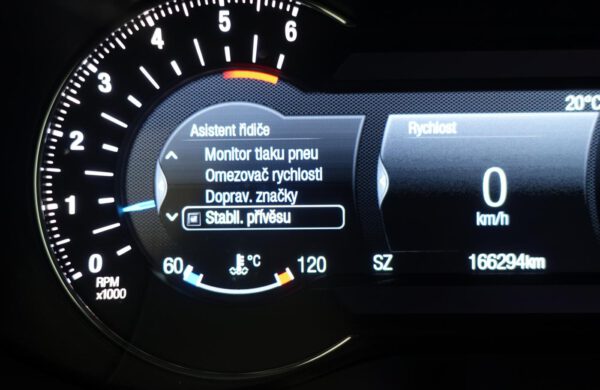 6
5
4
3
2
1
0
RPM
x1000
Asistent řidiče
Monitor tlaku pneu
Omezovač rychlosti
Doprav. značky
Stabil. přívěsu
60
°C
120
20°C
Rychlost
0
km/h
SZ
166294km